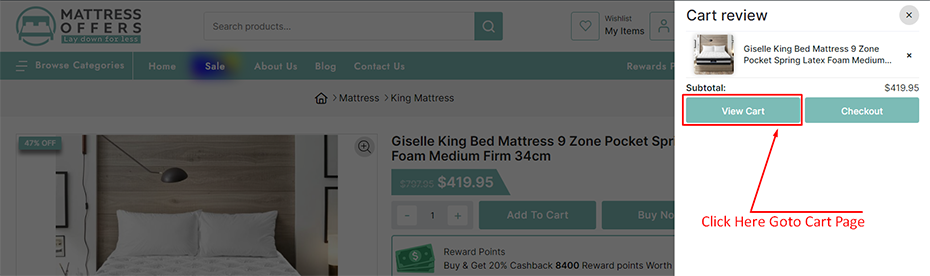 MATTRESS
OFFERS
Lay down for less
Search products...
Wishlist
My Items
Browse Categories
Home
Sale
About Us
Blog
Contact Us
Rewards P
Mattress
King Mattress
47% OFF
Giselle King Bed Mattress 9 Zone Pocket Spri
Foam Medium Firm 34cm
$797.95 $419.95
- 1 +
Add To Cart
Buy No
Reward Points
Buy & Get 20% Cashback 8400 Reward points Worth
Cart review
×
Giselle King Bed Mattress 9 Zone
Pocket Spring Latex Foam Medium...
×
Subtotal: $419.95
View Cart
Checkout
Click Here Goto Cart Page